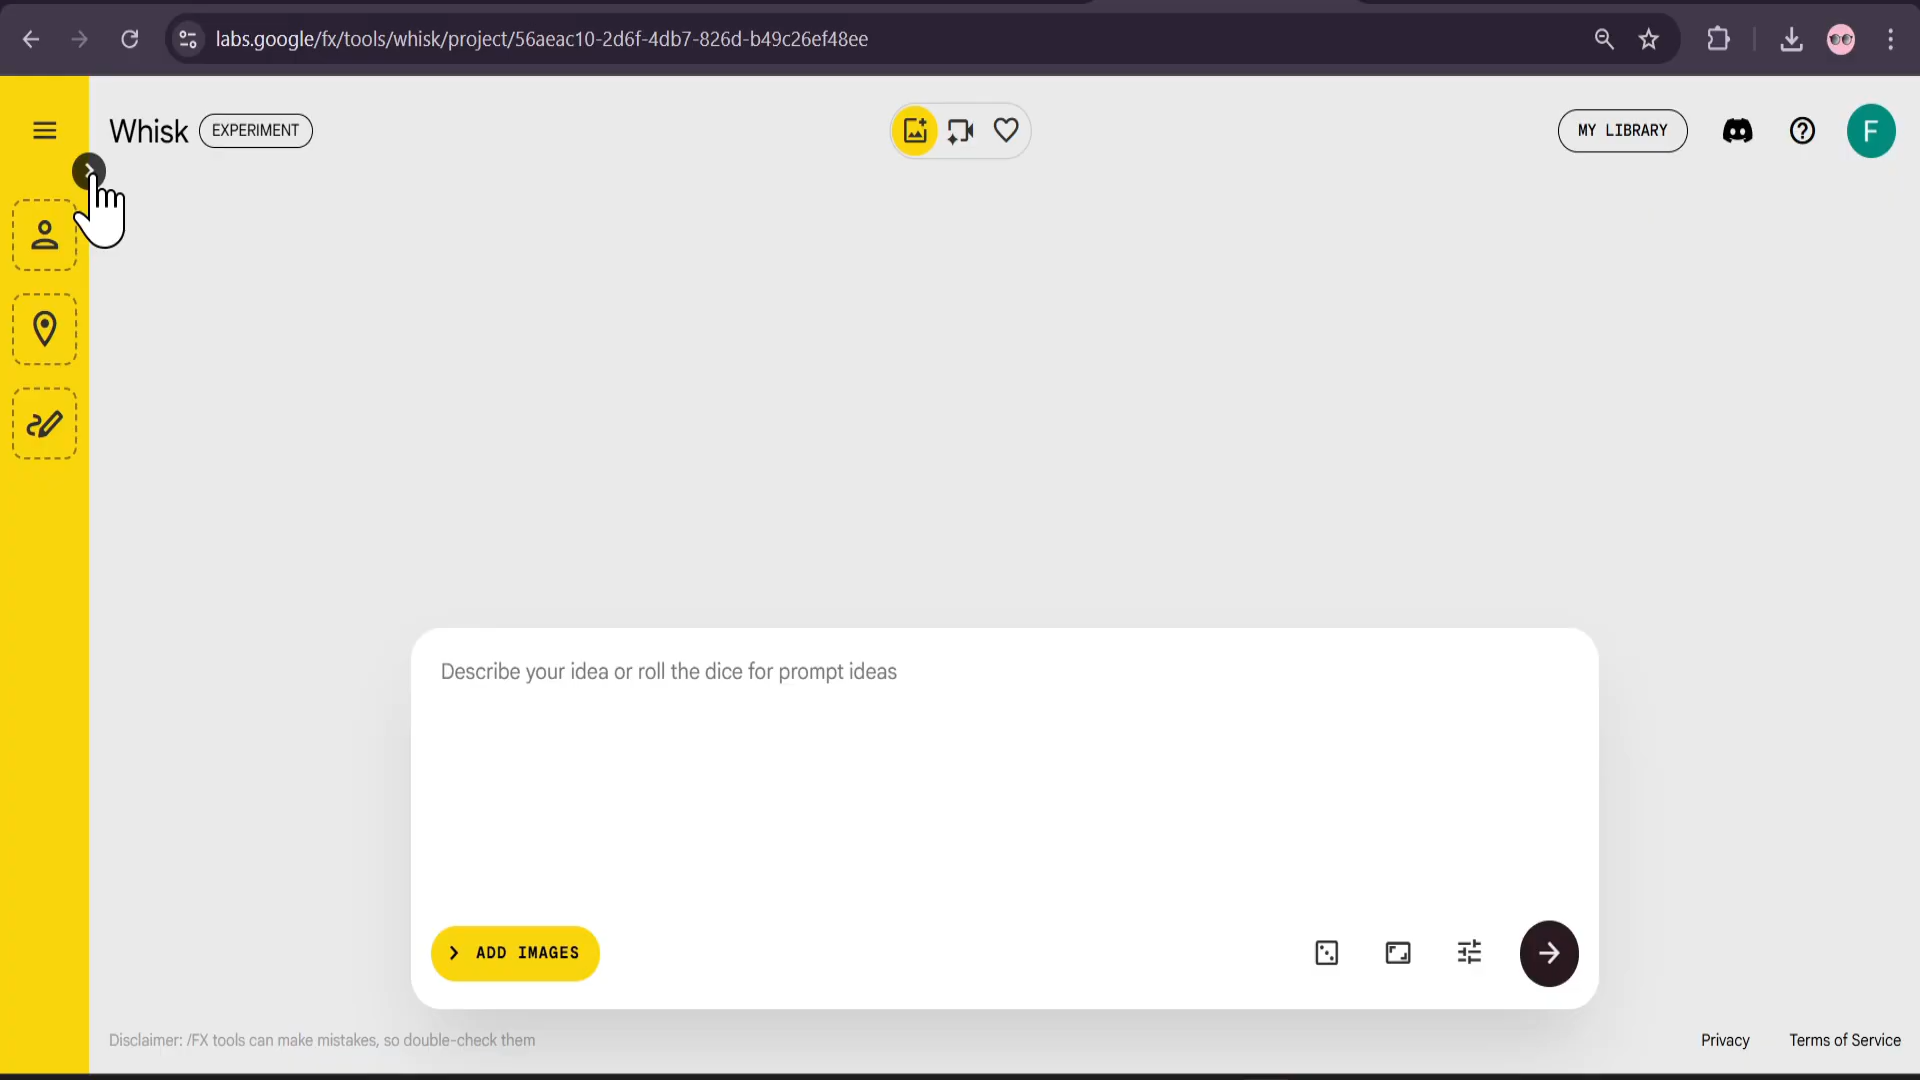 labs.google/fx/tools/whisk/project/56aeac10-2d6f-4db7-826d-b49c26ef48ee
Whisk EXPERIMENT
MY LIBRARY
F
Describe your idea or roll the dice for prompt ideas
ADD IMAGES
Disclaimer: /FX tools can make mistakes, so double-check them
Privacy Terms of Service